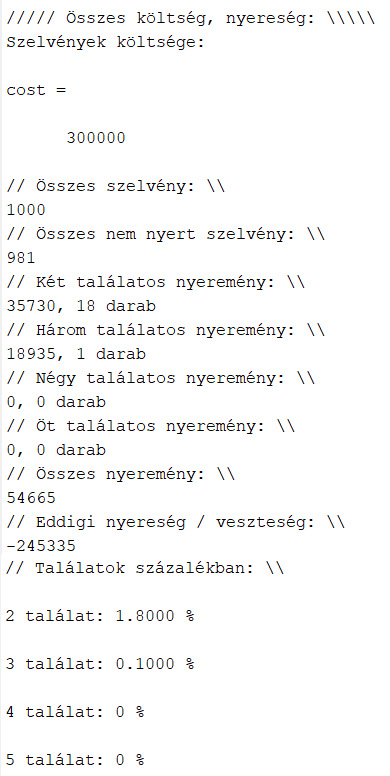 ///// Összes költség, nyereség: \\\\\
Szelvények költsége:
cost =
300000
// Összes szelvény: \\
1000
// Összes nem nyert szelvény: \\
981
// Két találatos nyeremény: \\
35730, 18 darab
// Három találatos nyeremény: \\
18935, 1 darab
// Négy találatos nyeremény: \\
0, 0 darab
// Öt találatos nyeremény: \\
0, 0 darab
// Összes nyeremény: \\
54665
// Eddigi nyereség / veszteség: \\
-245335
// Találatok százalékban: \\
2 találat: 1.8000 %
3 találat: 0.1000 %
4 találat: 0 %
5 találat: 0 %